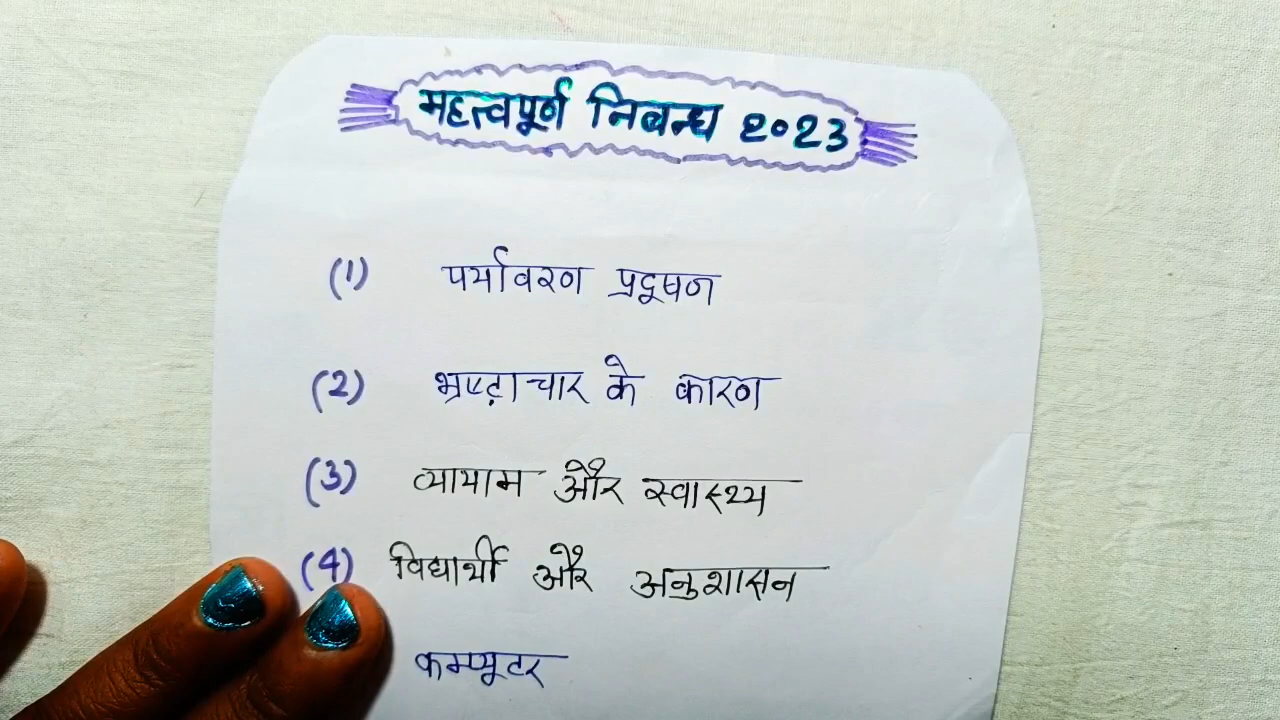 महत्वपूर्ण निबन्ध 2023
(1) पर्यावरण प्रदूषण
(2) भ्रष्टाचार के कारण
(3) व्यायाम और स्वास्थ्य
(4) विद्यार्थी और अनुशासन
कम्प्यूटर